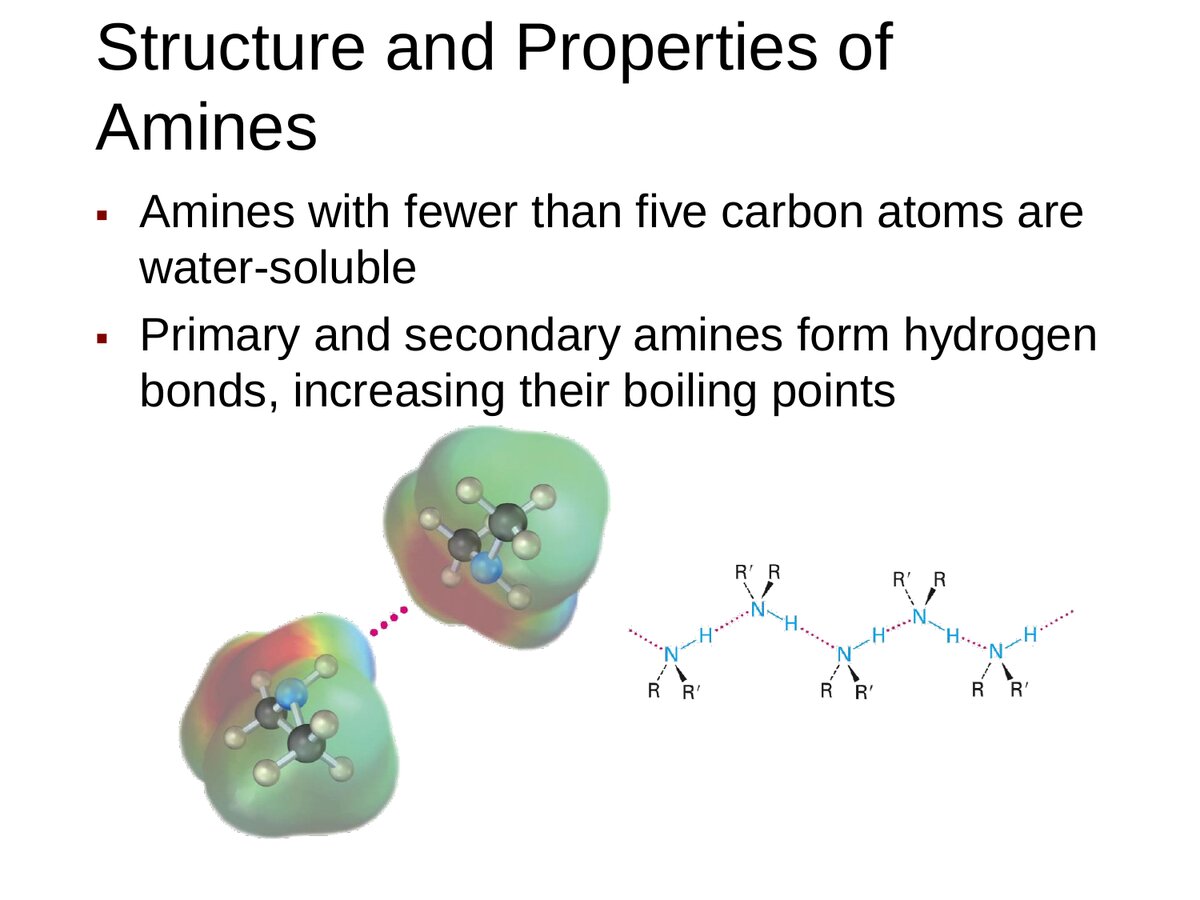 Structure and Properties of
Amines
▪ Amines with fewer than five carbon atoms are
water-soluble
▪ Primary and secondary amines form hydrogen
bonds, increasing their boiling points
R′ R R′ R
N H N H
H H H
N N N
R R′ R R′ R R′